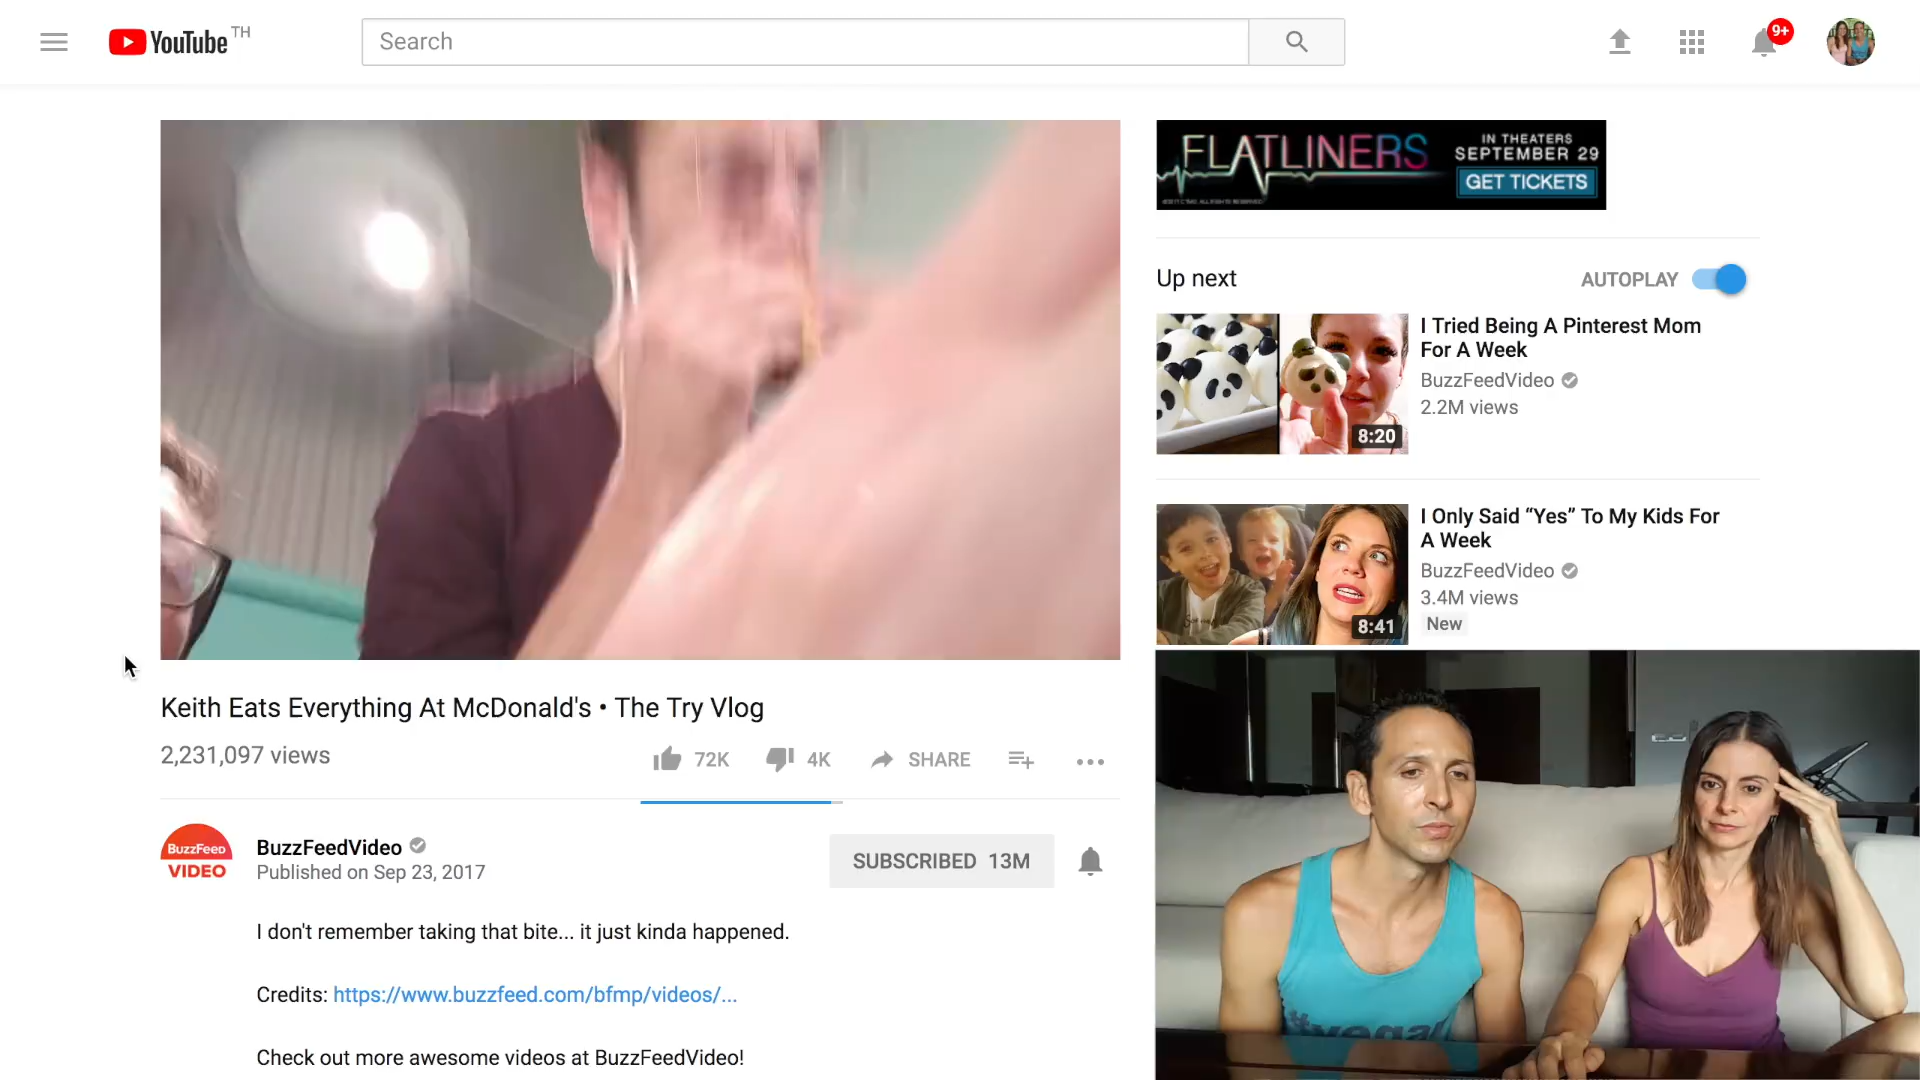 YouTube TH
Search
9+
FLATLINERS
IN THEATERS
SEPTEMBER 29
GET TICKETS
Up next
AUTOPLAY
I Tried Being A Pinterest Mom
For A Week
BuzzFeedVideo
2.2M views
8:20
I Only Said “Yes” To My Kids For
A Week
BuzzFeedVideo
3.4M views
New
8:41
Keith Eats Everything At McDonald's • The Try Vlog
2,231,097 views
72K
4K
SHARE
BuzzFeed
VIDEO
BuzzFeedVideo
Published on Sep 23, 2017
SUBSCRIBED 13M
I don't remember taking that bite... it just kinda happened.
Credits: https://www.buzzfeed.com/bfmp/videos/...
Check out more awesome videos at BuzzFeedVideo!